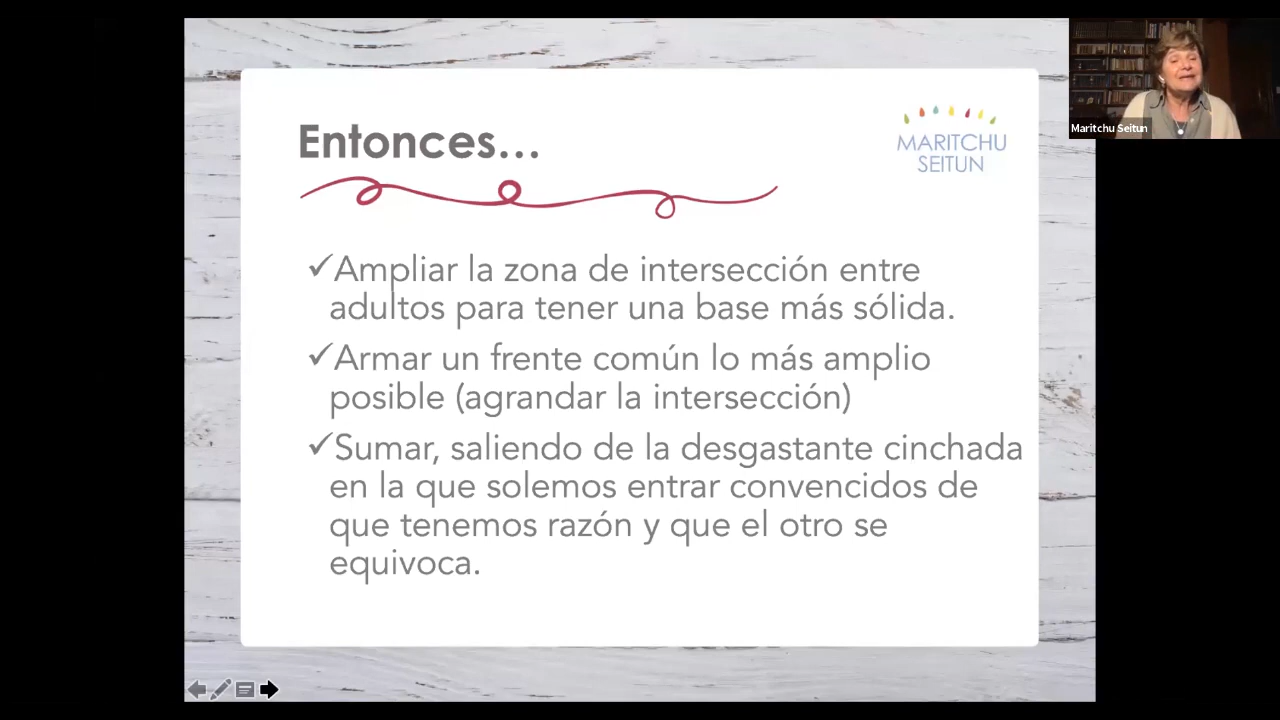 Entonces...
MARITCHU
SEITUN
Maritchu Seitun
✓Ampliar la zona de intersección entre
adultos para tener una base más sólida.
✓Armar un frente común lo más amplio
posible (agrandar la intersección)
✓Sumar, saliendo de la desgastante cinchada
en la que solemos entrar convencidos de
que tenemos razón y que el otro se
equivoca.